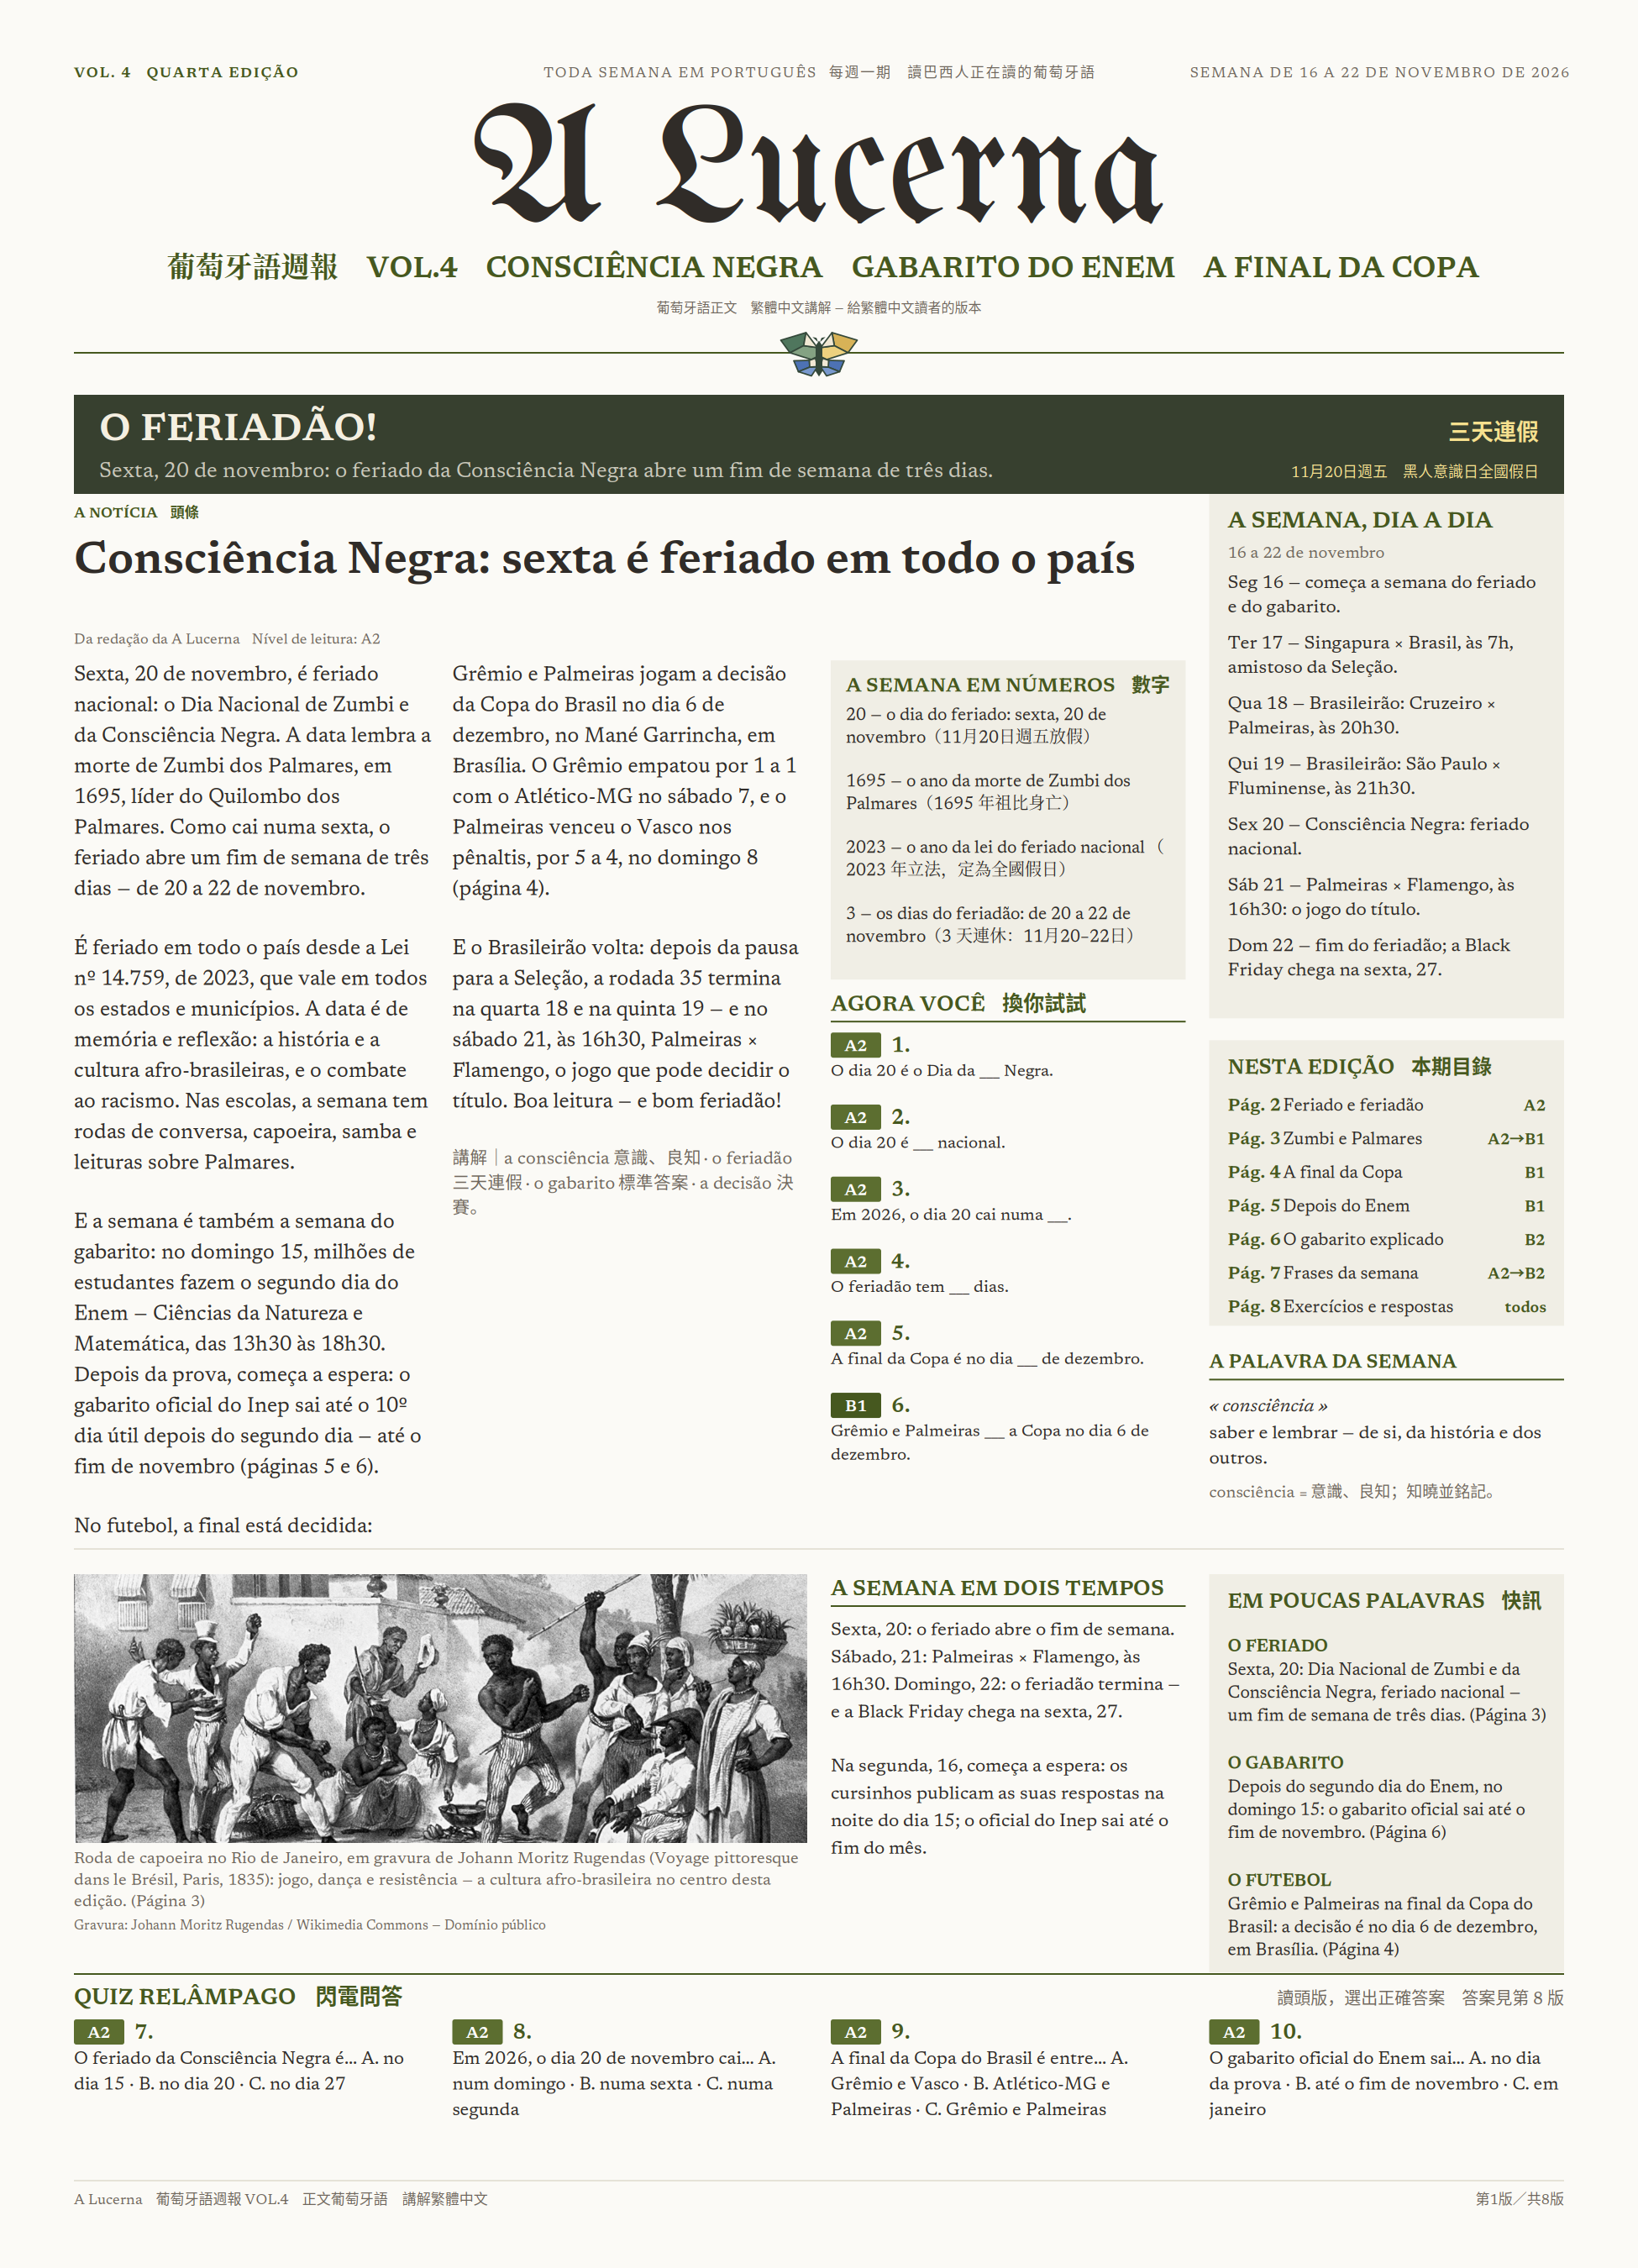 VOL. 4 QUARTA EDIÇÃO
TODA SEMANA EM PORTUGUÊS 每週一期 讀巴西人正在讀的葡萄牙語
SEMANA DE 16 A 22 DE NOVEMBRO DE 2026
A Lucerna
葡萄牙語週報 VOL.4 CONSCIÊNCIA NEGRA GABARITO DO ENEM A FINAL DA COPA
葡萄牙語正文 繁體中文講解 – 給繁體中文讀者的版本
O FERIADÃO!
三天連假
Sexta, 20 de novembro: o feriado da Consciência Negra abre um fim de semana de três dias.
11月20日週五 黑人意識日全國假日
A NOTÍCIA 頭條
Consciência Negra: sexta é feriado em todo o país
Da redação da A Lucerna Nível de leitura: A2
Sexta, 20 de novembro, é feriado
nacional: o Dia Nacional de Zumbi e
da Consciência Negra. A data lembra a
morte de Zumbi dos Palmares, em
1695, líder do Quilombo dos
Palmares. Como cai numa sexta, o
feriado abre um fim de semana de três
dias – de 20 a 22 de novembro.
É feriado em todo o país desde a Lei
nº 14.759, de 2023, que vale em todos
os estados e municípios. A data é de
memória e reflexão: a história e a
cultura afro-brasileiras, e o combate
ao racismo. Nas escolas, a semana tem
rodas de conversa, capoeira, samba e
leituras sobre Palmares.
E a semana é também a semana do
gabarito: no domingo 15, milhões de
estudantes fazem o segundo dia do
Enem – Ciências da Natureza e
Matemática, das 13h30 às 18h30.
Depois da prova, começa a espera: o
gabarito oficial do Inep sai até o 10º
dia útil depois do segundo dia – até o
fim de novembro (páginas 5 e 6).
No futebol, a final está decidida:
Grêmio e Palmeiras jogam a decisão
da Copa do Brasil no dia 6 de
dezembro, no Mané Garrincha, em
Brasília. O Grêmio empatou por 1 a 1
com o Atlético-MG no sábado 7, e o
Palmeiras venceu o Vasco nos
pênaltis, por 5 a 4, no domingo 8
(página 4).
E o Brasileirão volta: depois da pausa
para a Seleção, a rodada 35 termina
na quarta 18 e na quinta 19 – e no
sábado 21, às 16h30, Palmeiras ×
Flamengo, o jogo que pode decidir o
título. Boa leitura – e bom feriadão!
講解｜a consciência 意識、良知 · o feriadão
三天連假 · o gabarito 標準答案 · a decisão 決
賽。
A SEMANA EM NÚMEROS 數字
20 – o dia do feriado: sexta, 20 de
novembro（11月20日週五放假）
1695 – o ano da morte de Zumbi dos
Palmares（1695 年祖比身亡）
2023 – o ano da lei do feriado nacional（
2023 年立法，定為全國假日）
3 – os dias do feriadão: de 20 a 22 de
novembro（3 天連休：11月20–22日）
AGORA VOCÊ 換你試試
A2 1.
O dia 20 é o Dia da ___ Negra.
A2 2.
O dia 20 é ___ nacional.
A2 3.
Em 2026, o dia 20 cai numa ___.
A2 4.
O feriadão tem ___ dias.
A2 5.
A final da Copa é no dia ___ de dezembro.
B1 6.
Grêmio e Palmeiras ___ a Copa no dia 6 de
dezembro.
A SEMANA, DIA A DIA
16 a 22 de novembro
Seg 16 – começa a semana do feriado
e do gabarito.
Ter 17 – Singapura × Brasil, às 7h,
amistoso da Seleção.
Qua 18 – Brasileirão: Cruzeiro ×
Palmeiras, às 20h30.
Qui 19 – Brasileirão: São Paulo ×
Fluminense, às 21h30.
Sex 20 – Consciência Negra: feriado
nacional.
Sáb 21 – Palmeiras × Flamengo, às
16h30: o jogo do título.
Dom 22 – fim do feriadão; a Black
Friday chega na sexta, 27.
NESTA EDIÇÃO 本期目錄
Pág. 2 Feriado e feriadão A2
Pág. 3 Zumbi e Palmares A2→B1
Pág. 4 A final da Copa B1
Pág. 5 Depois do Enem B1
Pág. 6 O gabarito explicado B2
Pág. 7 Frases da semana A2→B2
Pág. 8 Exercícios e respostas todos
A PALAVRA DA SEMANA
« consciência »
saber e lembrar – de si, da história e dos
outros.
consciência = 意識、良知；知曉並銘記。
Roda de capoeira no Rio de Janeiro, em gravura de Johann Moritz Rugendas (Voyage pittoresque
dans le Brésil, Paris, 1835): jogo, dança e resistência – a cultura afro-brasileira no centro desta
edição. (Página 3)
Gravura: Johann Moritz Rugendas / Wikimedia Commons – Domínio público
A SEMANA EM DOIS TEMPOS
Sexta, 20: o feriado abre o fim de semana.
Sábado, 21: Palmeiras × Flamengo, às
16h30. Domingo, 22: o feriadão termina –
e a Black Friday chega na sexta, 27.
Na segunda, 16, começa a espera: os
cursinhos publicam as suas respostas na
noite do dia 15; o oficial do Inep sai até o
fim do mês.
EM POUCAS PALAVRAS 快訊
O FERIADO
Sexta, 20: Dia Nacional de Zumbi e da
Consciência Negra, feriado nacional –
um fim de semana de três dias. (Página 3)
O GABARITO
Depois do segundo dia do Enem, no
domingo 15: o gabarito oficial sai até o
fim de novembro. (Página 6)
O FUTEBOL
Grêmio e Palmeiras na final da Copa do
Brasil: a decisão é no dia 6 de dezembro,
em Brasília. (Página 4)
QUIZ RELÂMPAGO 閃電問答
讀頭版，選出正確答案 答案見第 8 版
A2 7.
O feriado da Consciência Negra é... A. no
dia 15 · B. no dia 20 · C. no dia 27
A2 8.
Em 2026, o dia 20 de novembro cai... A.
num domingo · B. numa sexta · C. numa
segunda
A2 9.
A final da Copa do Brasil é entre... A.
Grêmio e Vasco · B. Atlético-MG e
Palmeiras · C. Grêmio e Palmeiras
A2 10.
O gabarito oficial do Enem sai... A. no dia
da prova · B. até o fim de novembro · C. em
janeiro
A Lucerna 葡萄牙語週報 VOL.4 正文葡萄牙語 講解繁體中文
第1版／共8版